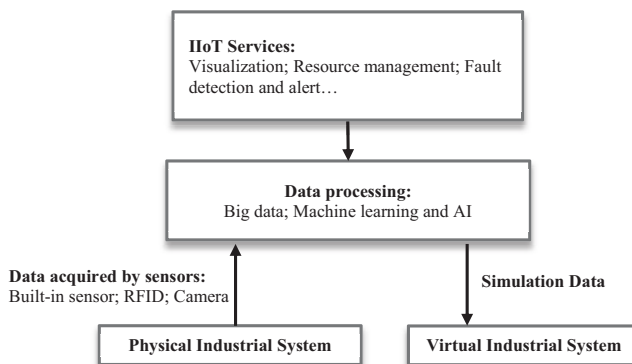 IIoT Services:
Visualization; Resource management; Fault
detection and alert…
Data processing:
Big data; Machine learning and AI
Data acquired by sensors:
Built-in sensor; RFID; Camera
Simulation Data
Physical Industrial System
Virtual Industrial System